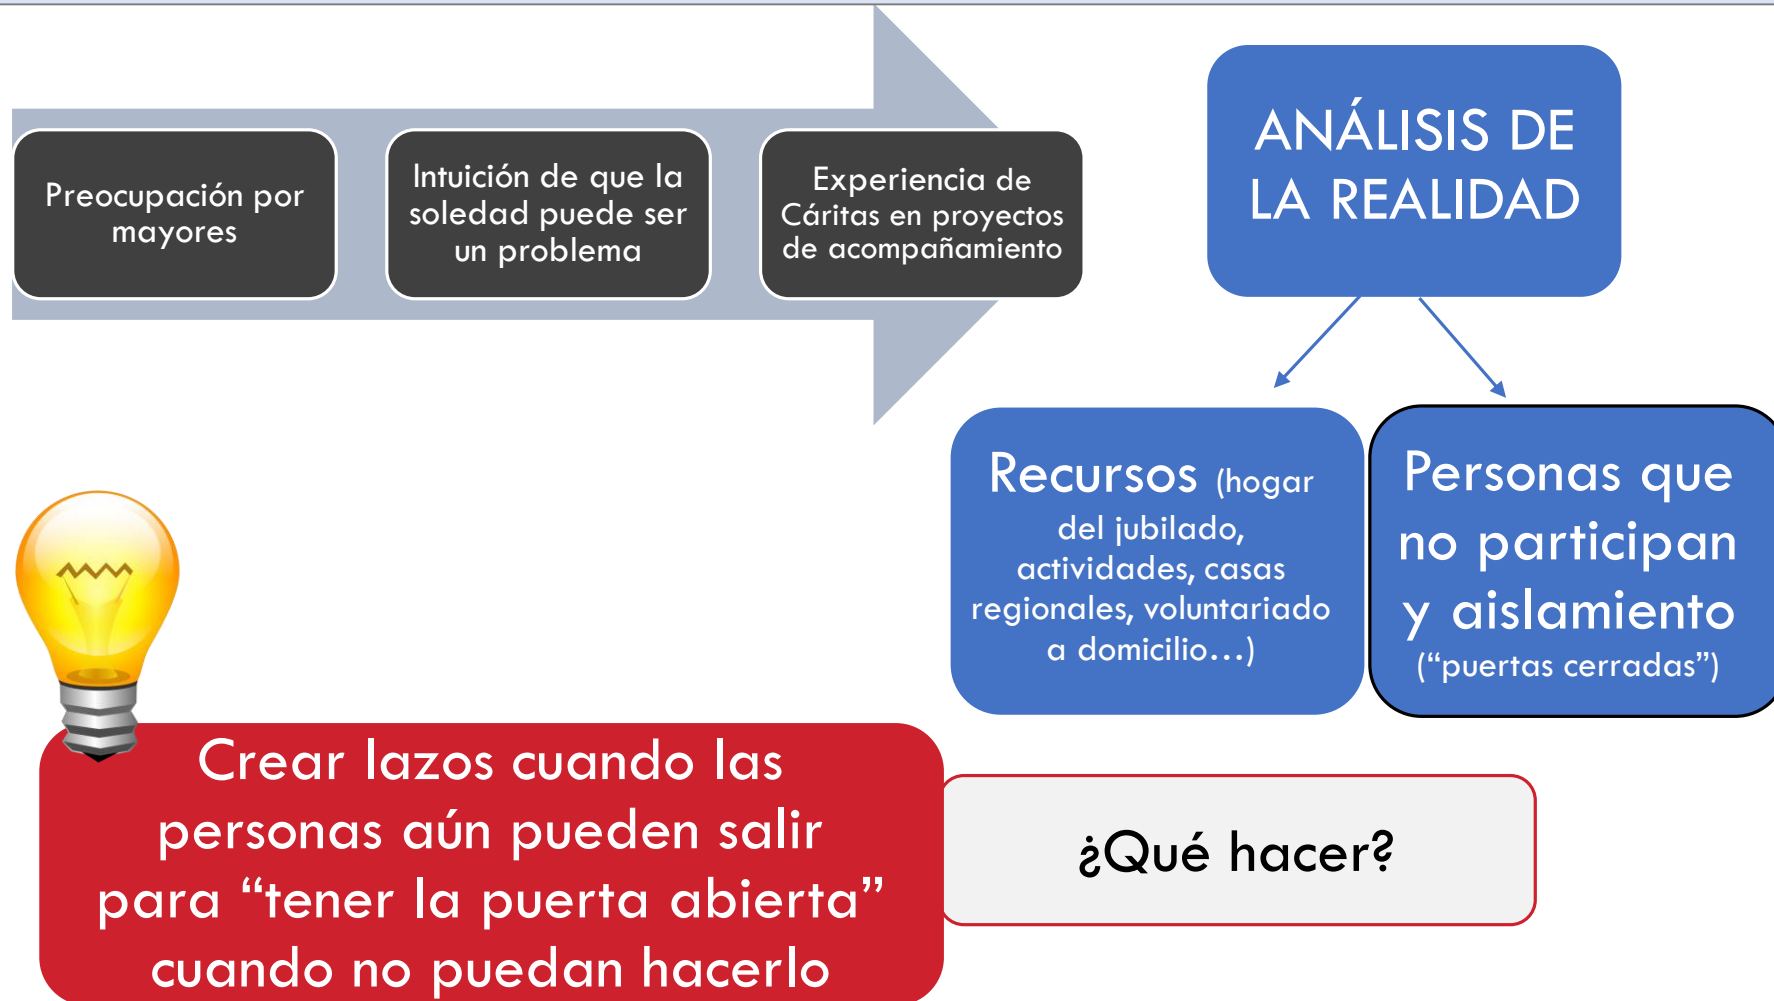 Preocupación por
mayores
Intuición de que la
soledad puede ser
un problema
Experiencia de
Cáritas en proyectos
de acompañamiento
ANÁLISIS DE
LA REALIDAD
Recursos (hogar
del jubilado,
actividades, casas
regionales, voluntariado
a domicilio...)
Personas que
no participan
y aislamiento
(“puertas cerradas”)
¿Qué hacer?
Crear lazos cuando las
personas aún pueden salir
para “tener la puerta abierta”
cuando no puedan hacerlo